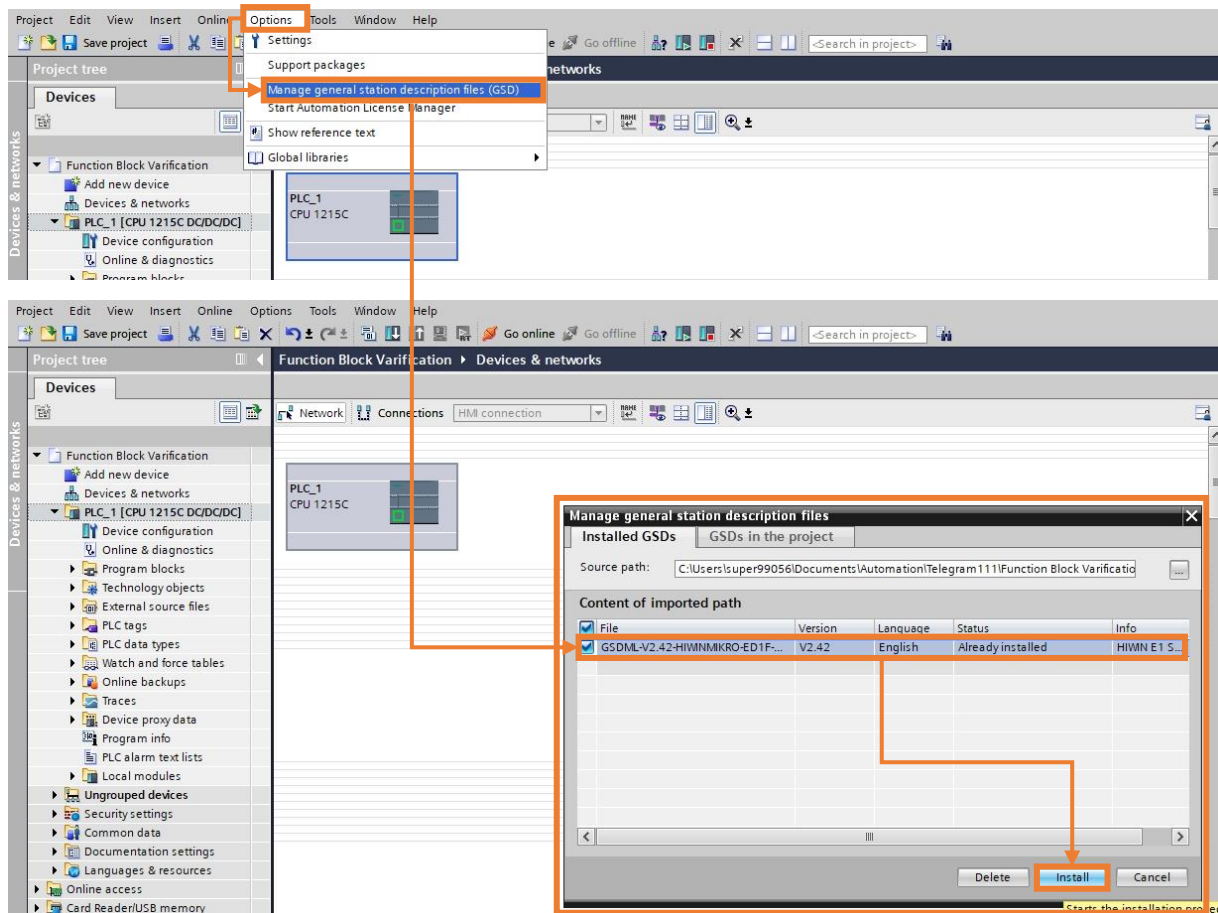 Project Edit View Insert Online Options Tools Window Help
Save project Go offline <Search in project>
Project tree networks
Settings
Support packages
Manage general station description files (GSD)
Start Automation License Manager
Show reference text
Global libraries
Devices
Devices & networks
Function Block Varification
Add new device
Devices & networks
PLC_1 [CPU 1215C DC/DC/DC]
Device configuration
Online & diagnostics
Program blocks
PLC_1
CPU 1215C
Project Edit View Insert Online Options Tools Window Help
Save project Go online Go offline <Search in project>
Project tree Function Block Varification Devices & networks
Devices
Network Connections HMI connection
Devices & networks
Function Block Varification
Add new device
Devices & networks
PLC_1 [CPU 1215C DC/DC/DC]
Device configuration
Online & diagnostics
Program blocks
Technology objects
External source files
PLC tags
PLC data types
Watch and force tables
Online backups
Traces
Device proxy data
Program info
PLC alarm text lists
Local modules
Ungrouped devices
Security settings
Common data
Documentation settings
Languages & resources
Online access
Card Reader/USB memory
PLC_1
CPU 1215C
Manage general station description files
Installed GSDs GSDs in the project
Source path: C:\Users\super99056\Documents\Automation\Telegram111\Function Block Varificatio ...
Content of imported path
File Version Language Status Info
GSDML-V2.42-HIWINMIKRO-ED1F-... V2.42 English Already installed HIWIN E1 S...
Delete Install Cancel
Starts the installation